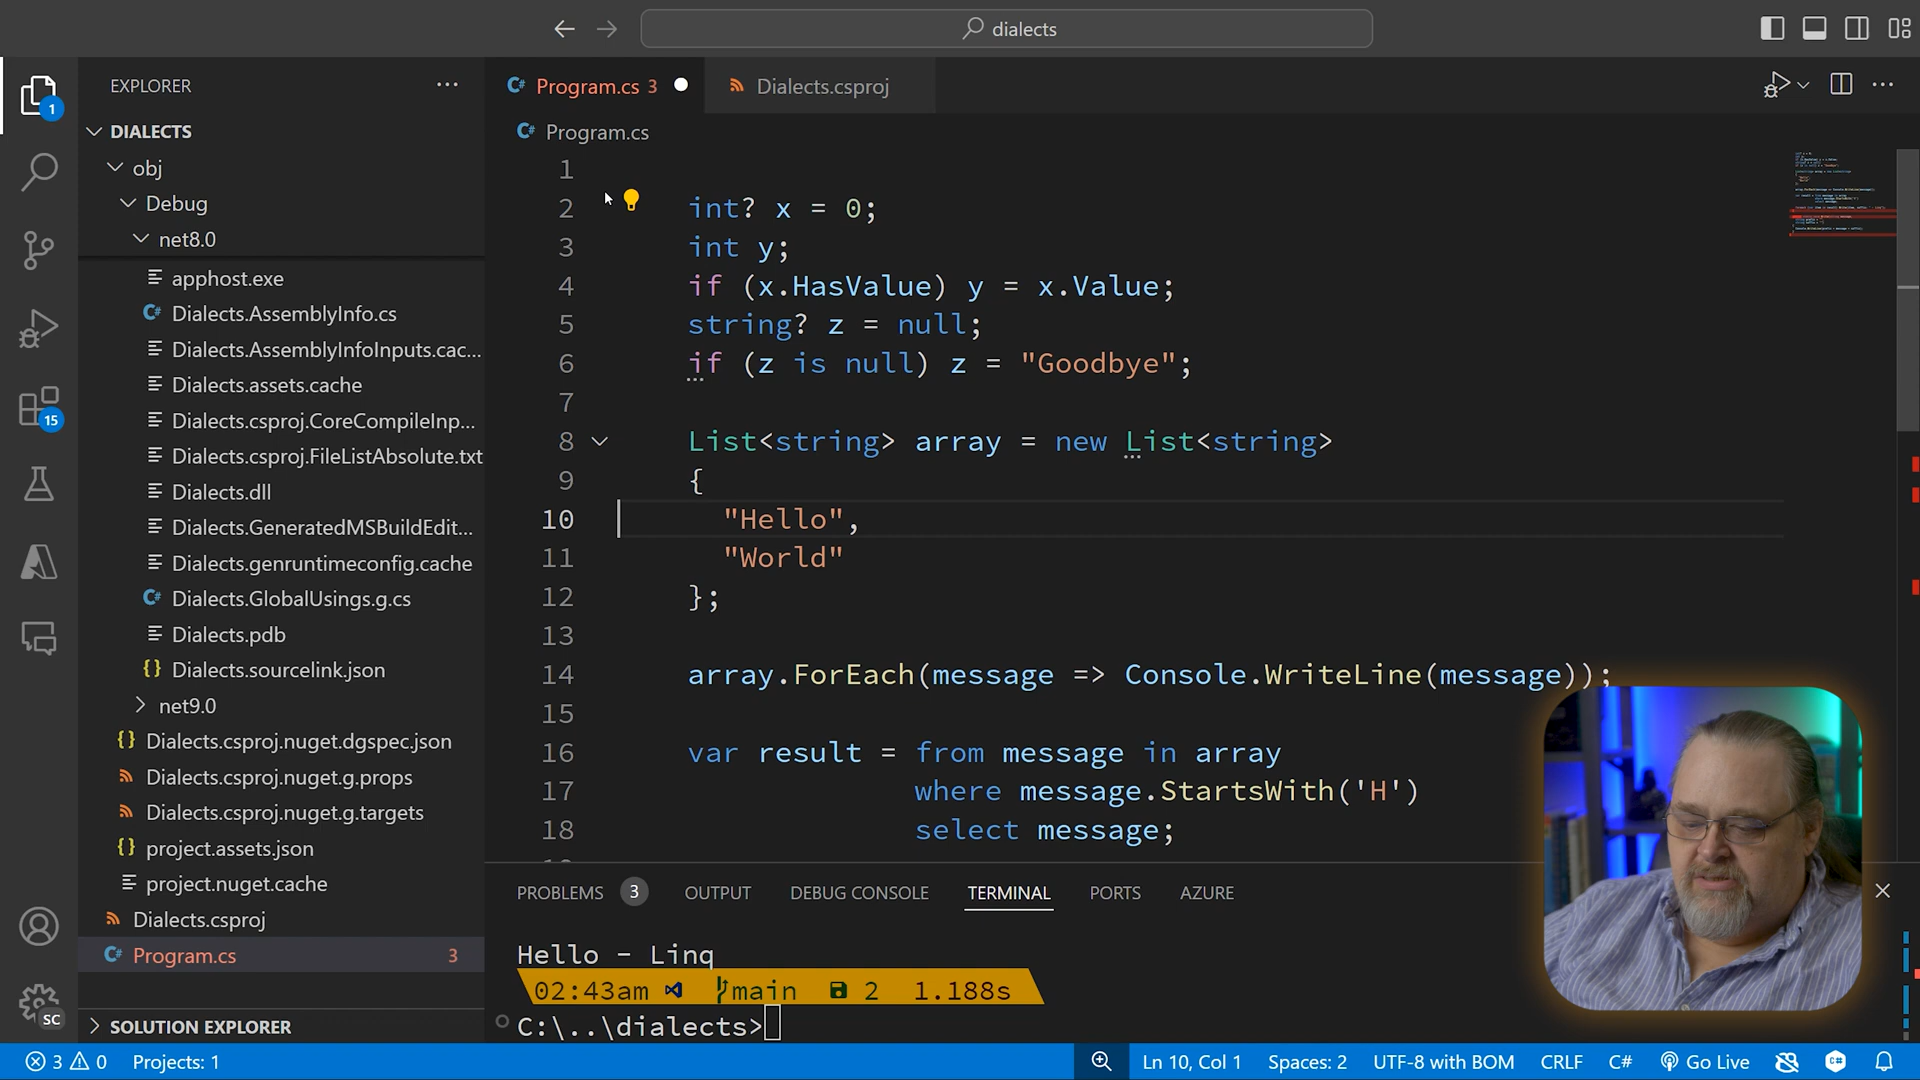 dialects
EXPLORER
DIALECTS
obj
Debug
net8.0
apphost.exe
Dialects.AssemblyInfo.cs
Dialects.AssemblyInfoInputs.cac...
Dialects.assets.cache
Dialects.csproj.CoreCompileInp...
Dialects.csproj.FileListAbsolute.txt
Dialects.dll
Dialects.GeneratedMSBuildEdit...
Dialects.genruntimeconfig.cache
Dialects.GlobalUsings.g.cs
Dialects.pdb
Dialects.sourcelink.json
net9.0
Dialects.csproj.nuget.dgspec.json
Dialects.csproj.nuget.g.props
Dialects.csproj.nuget.g.targets
project.assets.json
project.nuget.cache
Dialects.csproj
Program.cs 3
SOLUTION EXPLORER
1
15
SC
Program.cs 3
Dialects.csproj
Program.cs
1
2 int? x = 0;
3 int y;
4 if (x.HasValue) y = x.Value;
5 string? z = null;
6 if (z is null) z = "Goodbye";
7
8 List<string> array = new List<string>
9 {
10 "Hello",
11 "World"
12 };
13
14 array.ForEach(message => Console.WriteLine(message));
15
16 var result = from message in array
17 where message.StartsWith('H')
18 select message;
PROBLEMS 3 OUTPUT DEBUG CONSOLE TERMINAL PORTS AZURE
Hello - Linq
02:43am main 2 1.188s
C:\..\dialects>
3 0 Projects: 1 Ln 10, Col 1 Spaces: 2 UTF-8 with BOM CRLF C# Go Live